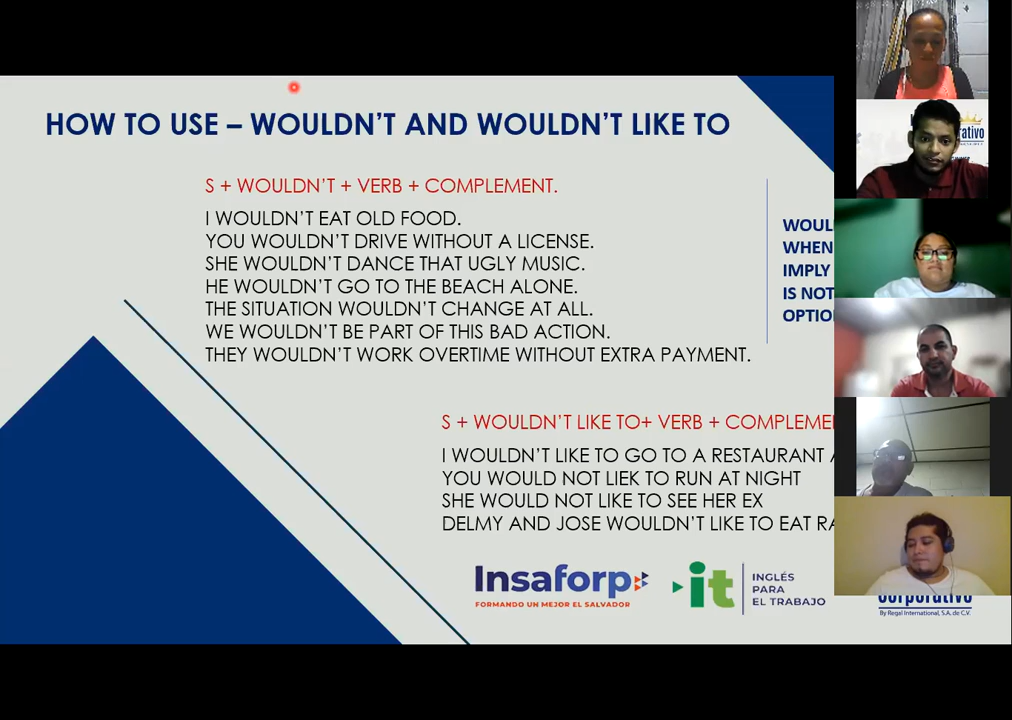 HOW TO USE – WOULDN'T AND WOULDN'T LIKE TO
S + WOULDN'T + VERB + COMPLEMENT.
I WOULDN'T EAT OLD FOOD.
YOU WOULDN'T DRIVE WITHOUT A LICENSE.
SHE WOULDN'T DANCE THAT UGLY MUSIC.
HE WOULDN'T GO TO THE BEACH ALONE.
THE SITUATION WOULDN'T CHANGE AT ALL.
WE WOULDN'T BE PART OF THIS BAD ACTION.
THEY WOULDN'T WORK OVERTIME WITHOUT EXTRA PAYMENT.
WHEN
IMPLY
IS NOT
S + WOULDN'T LIKE TO+ VERB +
I WOULDN'T LIKE TO GO TO A RESTAURANT
YOU WOULD NOT LIEK TO RUN AT NIGHT
SHE WOULD NOT LIKE TO SEE HER EX
DELMY AND JOSE WOULDN'T LIKE TO EAT
Insaforp
FORMANDO UN MEJOR EL SALVADOR
it
INGLÉS
PARA
EL TRABAJO
corporativo
By Regal International, S.A. de C.V.